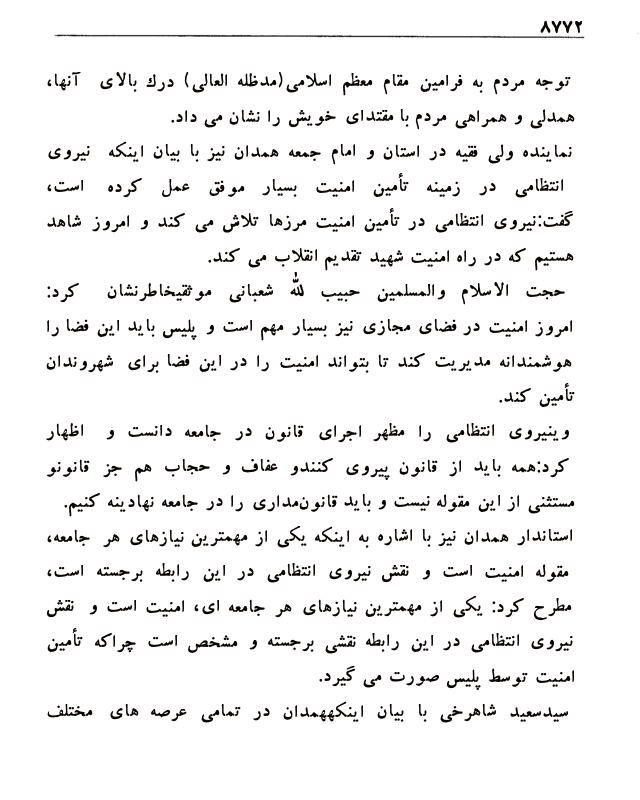 ۸۷۷۲
توجه مردم به فرامین مقام معظم اسلامی(مدظله العالی) درك بالای آنها،
همدلی و همراهی مردم با مقتدای خویش را نشان می داد.
نماینده ولی فقیه در استان و امام جمعه همدان نیز با بیان اینکه نیروی
انتظامی در زمینه تأمین امنیت بسیار موفق عمل کرده است،
گفت:نیروی انتظامی در تأمین امنیت مرزها تلاش می کند و امروز شاهد
هستیم که در راه امنیت شهید تقدیم انقلاب می کند.
حجت الاسلام والمسلمین حبیب لله شعبانی موثقیخاطرنشان کرد:
امروز امنیت در فضای مجازی نیز بسیار مهم است و پلیس باید این فضا را
هوشمندانه مدیریت کند تا بتواند امنیت را در این فضا برای شهروندان
تأمین کند.
وینیروی انتظامی را مظهر اجرای قانون در جامعه دانست و اظهار
کرد:همه باید از قانون پیروی کنندو عفاف و حجاب هم جز قانونو
مستثنی از این مقوله نیست و باید قانون‌مداری را در جامعه نهادینه کنیم.
استاندار همدان نیز با اشاره به اینکه یکی از مهمترین نیازهای هر جامعه،
مقوله امنیت است و نقش نیروی انتظامی در این رابطه برجسته است،
مطرح کرد: یکی از مهمترین نیازهای هر جامعه ای، امنیت است و نقش
نیروی انتظامی در این رابطه نقشی برجسته و مشخص است چراکه تأمین
امنیت توسط پلیس صورت می گیرد.
سیدسعید شاهرخی با بیان اینکههمدان در تمامی عرصه های مختلف